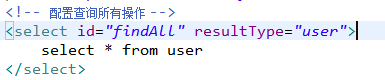 <!-- 配置查询所有操作 -->
<select id="findAll" resultType="user">
select * from user
</select>